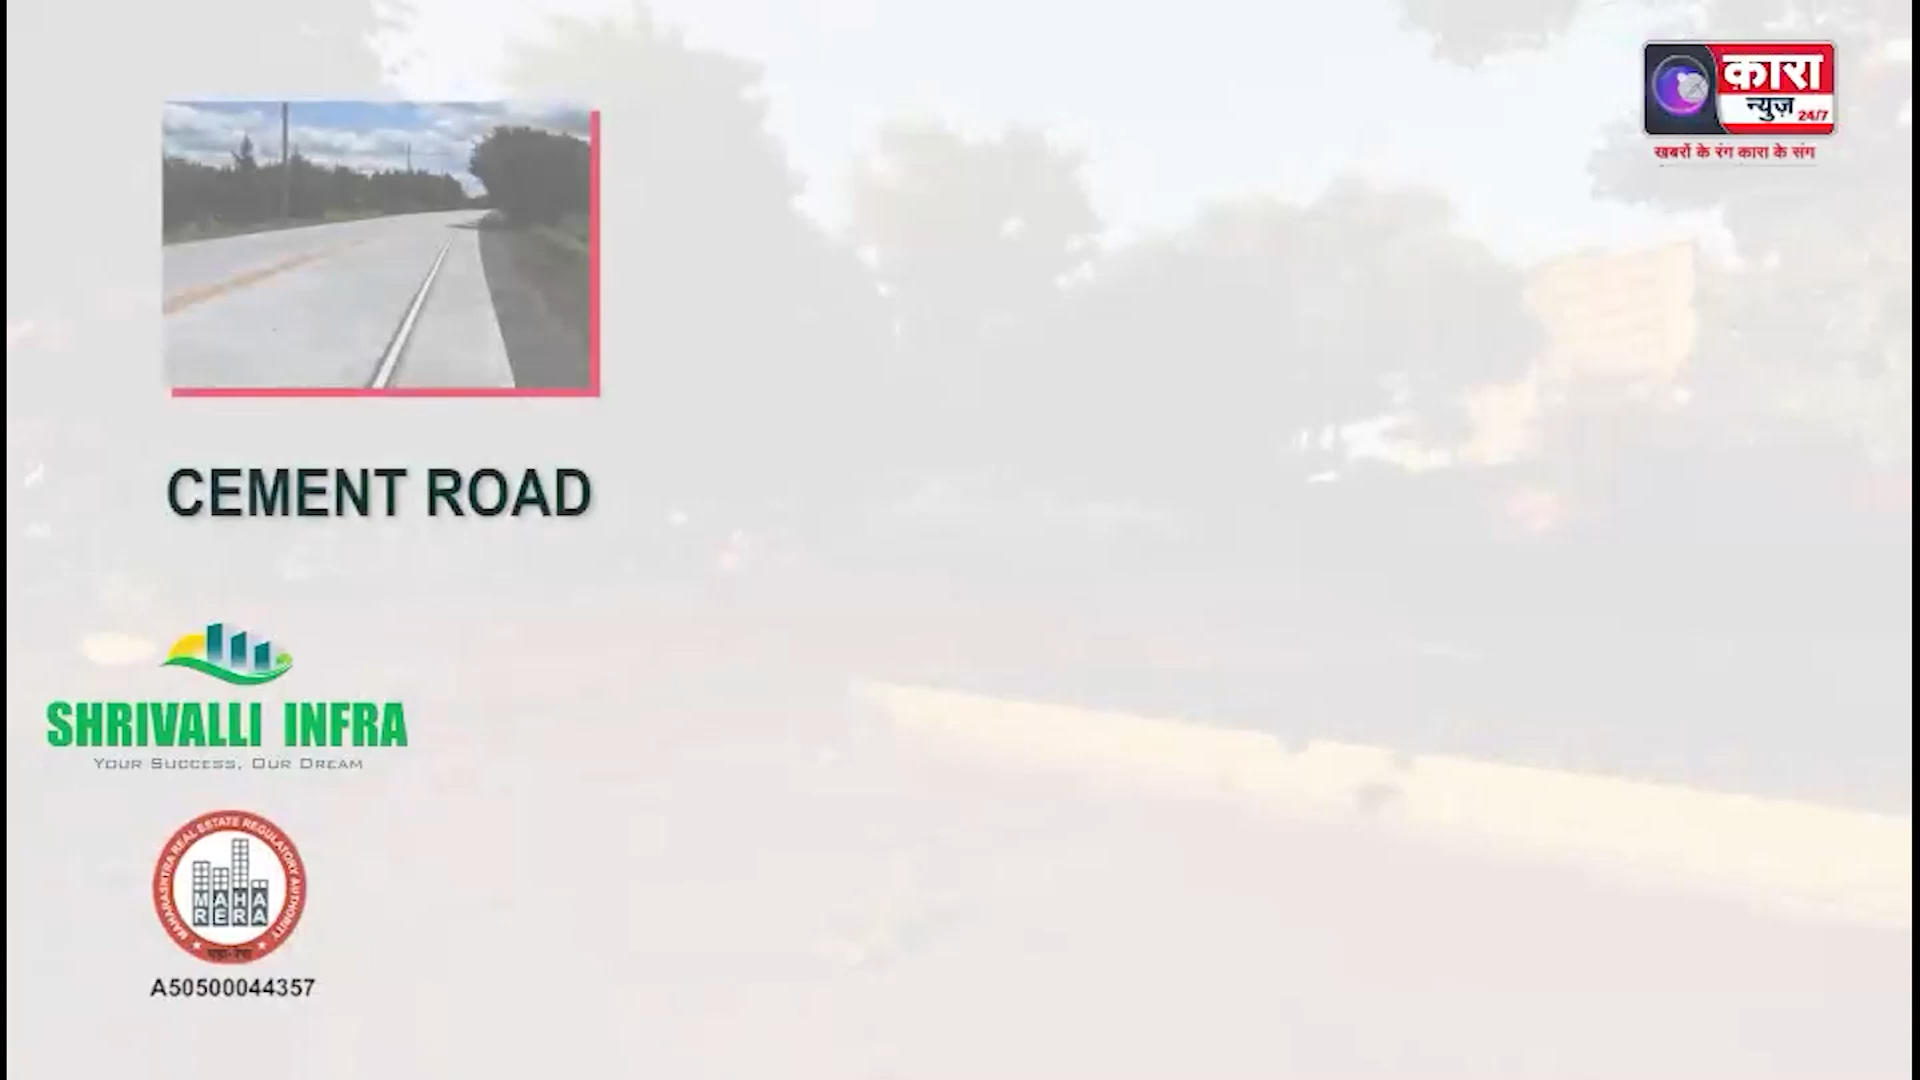 क़ारा
न्युज़
24/7
खबरों के रंग कारा के संग
CEMENT ROAD
SHRIVALLI INFRA
YOUR SUCCESS, OUR DREAM
MAHARASHTRA REAL ESTATE REGULATORY AUTHORITY
MAHA
RERA
महा-रेरा
A50500044357